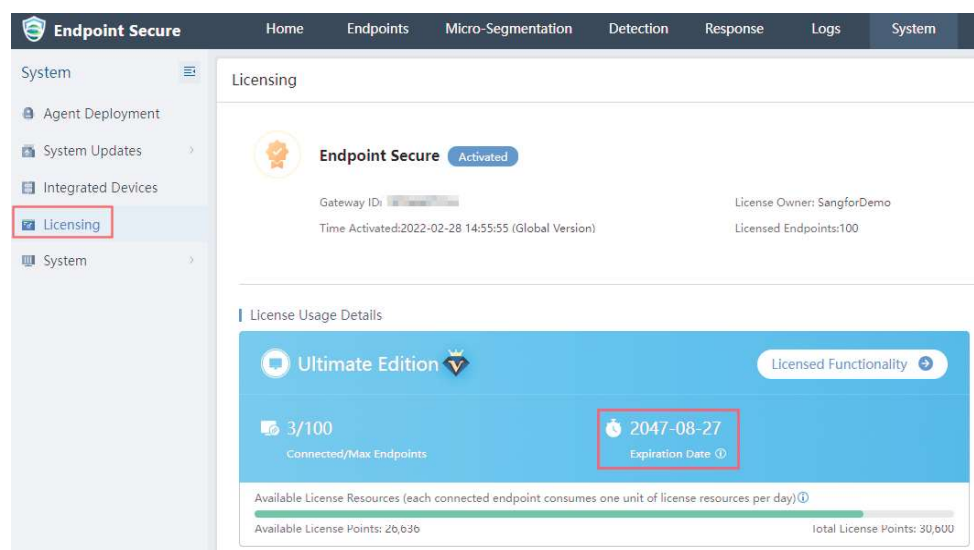 Endpoint Secure
Home Endpoints Micro-Segmentation Detection Response Logs System
System
Licensing
Agent Deployment
System Updates
Integrated Devices
Licensing
System
Endpoint Secure Activated
Gateway ID:
License Owner: SangforDemo
Time Activated:2022-02-28 14:55:55 (Global Version)
Licensed Endpoints:100
License Usage Details
Ultimate Edition V
Licensed Functionality
3/100
2047-08-27
Connected/Max Endpoints
Expiration Date
Available License Resources (each connected endpoint consumes one unit of license resources per day)
Available License Points: 26,636
Total License Points: 30,600